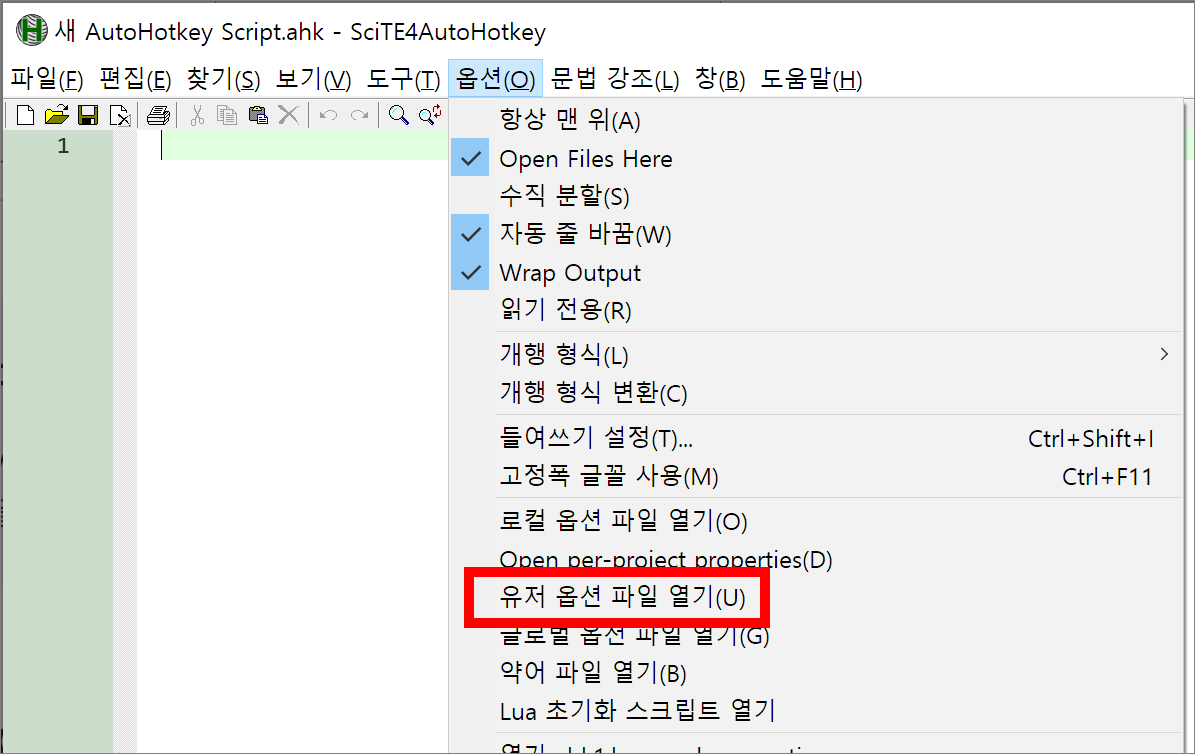 새 AutoHotkey Script.ahk - SciTE4AutoHotkey
파일(F) 편집(E) 찾기(S) 보기(V) 도구(T) 옵션(O) 문법 강조(L) 창(B) 도움말(H)
항상 맨 위(A)
1
Open Files Here
수직 분할(S)
자동 줄 바꿈(W)
Wrap Output
읽기 전용(R)
개행 형식(L)
개행 형식 변환(C)
들여쓰기 설정(T)... Ctrl+Shift+I
고정폭 글꼴 사용(M) Ctrl+F11
로컬 옵션 파일 열기(O)
Open per-project properties(D)
유저 옵션 파일 열기(U)
글로벌 옵션 파일 열기(G)
약어 파일 열기(B)
Lua 초기화 스크립트 열기